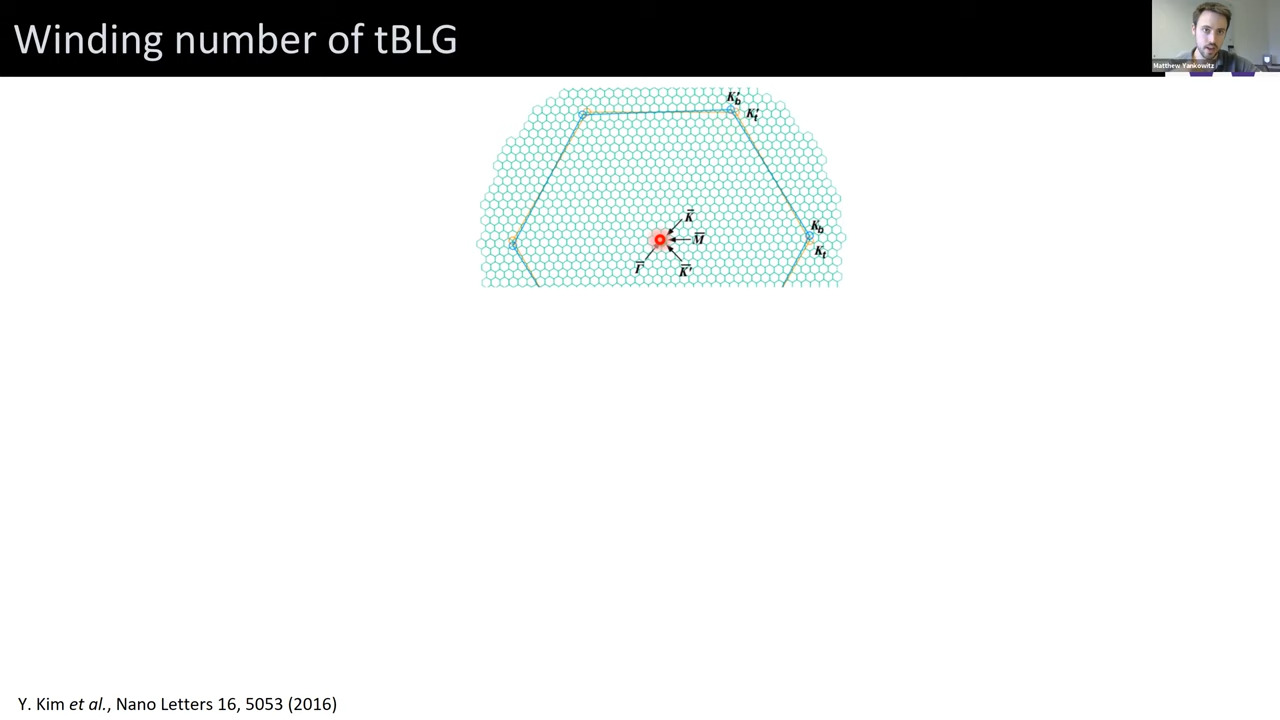 Winding number of tBLG
Matthew Yankowitz
K′b
K′t
K̅
Kb
M̅
Kt
Γ̅
K̅′
Y. Kim et al., Nano Letters 16, 5053 (2016)